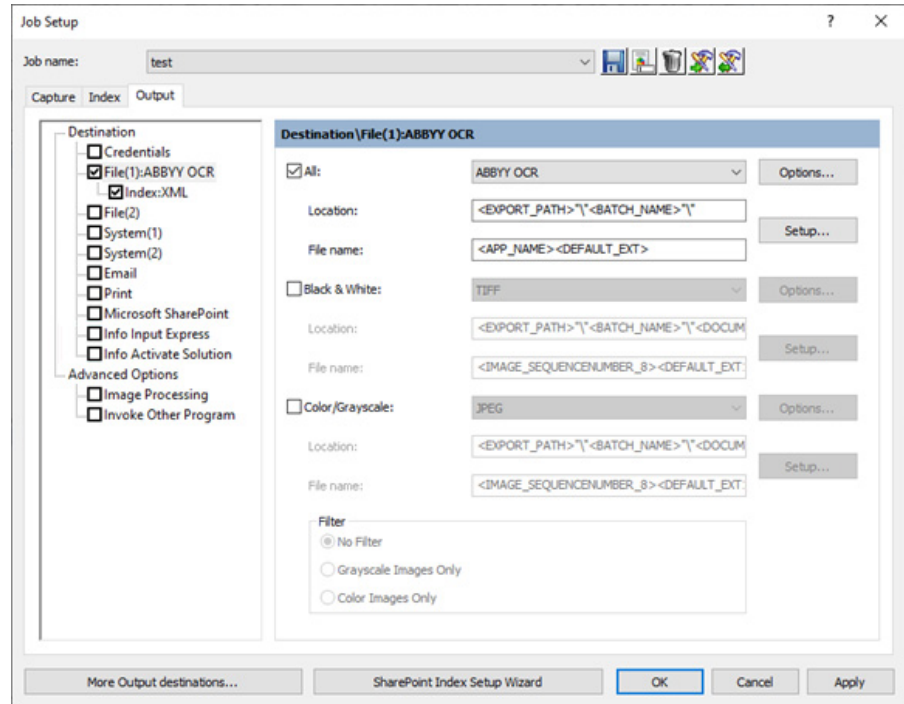 Job Setup
Job name: test
Capture Index Output
Destination
Credentials
File(1):ABBYY OCR
Index:XML
File(2)
System(1)
System(2)
Email
Print
Microsoft SharePoint
Info Input Express
Info Activate Solution
Advanced Options
Image Processing
Invoke Other Program
Destination\File(1):ABBYY OCR
All: ABBYY OCR Options...
Location: <EXPORT_PATH>"\"<BATCH_NAME>"\"
Setup...
File name: <APP_NAME><DEFAULT_EXT>
Black & White: TIFF Options...
Location: <EXPORT_PATH>"\"<BATCH_NAME>"\"<DOCUM
Setup...
File name: <IMAGE_SEQUENCENUMBER_8><DEFAULT_EXT
Color/Grayscale: JPEG Options...
Location: <EXPORT_PATH>"\"<BATCH_NAME>"\"<DOCUM
Setup...
File name: <IMAGE_SEQUENCENUMBER_8><DEFAULT_EXT
Filter
No Filter
Grayscale Images Only
Color Images Only
More Output destinations... SharePoint Index Setup Wizard OK Cancel Apply